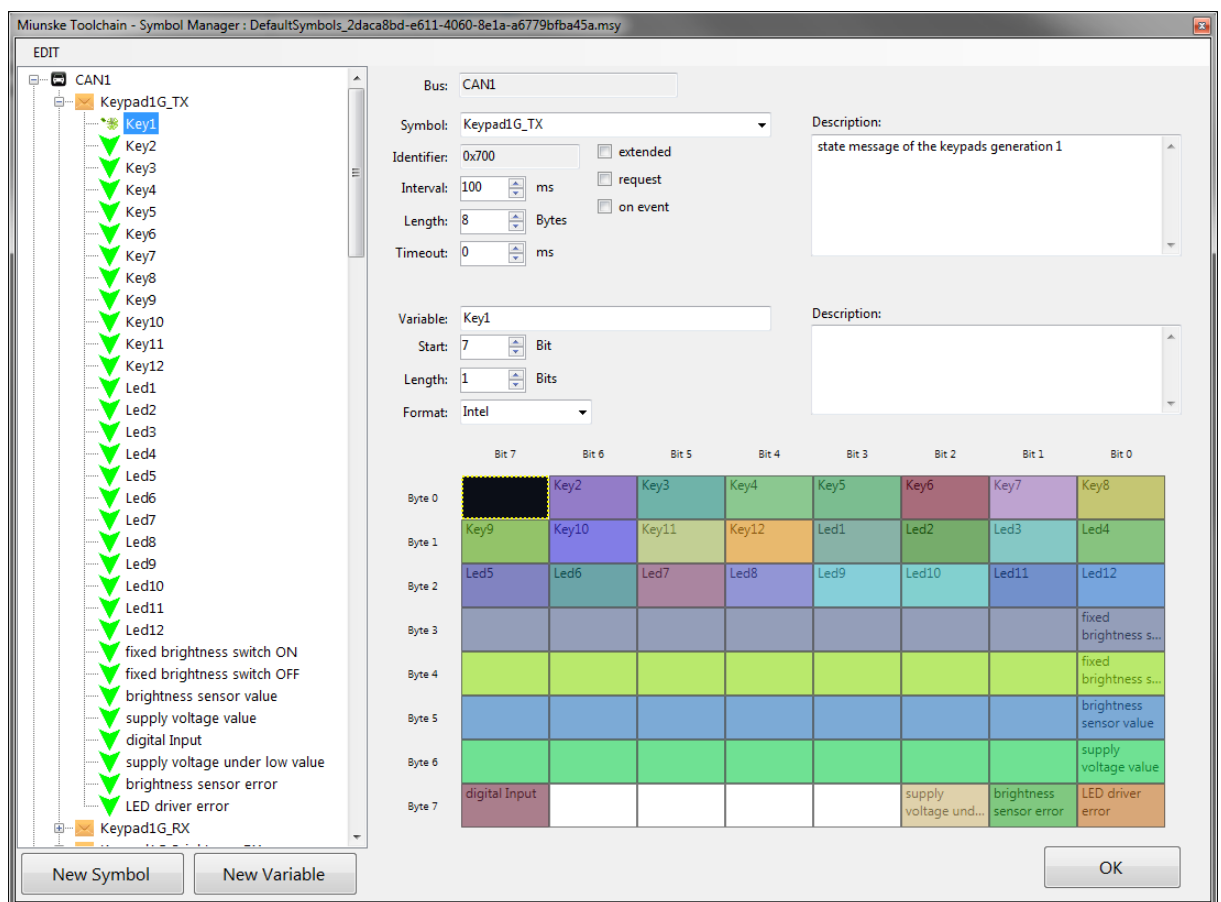 Miunske Toolchain - Symbol Manager : DefaultSymbols_2daca8bd-e611-4060-8e1a-a6779bfba45a.msy
EDIT
CAN1
Keypad1G_TX
Key1
Key2
Key3
Key4
Key5
Key6
Key7
Key8
Key9
Key10
Key11
Key12
Led1
Led2
Led3
Led4
Led5
Led6
Led7
Led8
Led9
Led10
Led11
Led12
fixed brightness switch ON
fixed brightness switch OFF
brightness sensor value
supply voltage value
digital Input
supply voltage under low value
brightness sensor error
LED driver error
Keypad1G_RX
New Symbol New Variable
Bus: CAN1
Symbol: Keypad1G_TX
Identifier: 0x700 extended
Interval: 100 ms request
Length: 8 Bytes on event
Timeout: 0 ms
Description:
state message of the keypads generation 1
Variable: Key1
Start: 7 Bit
Length: 1 Bits
Format: Intel
Description:
Bit 7 Bit 6 Bit 5 Bit 4 Bit 3 Bit 2 Bit 1 Bit 0
Byte 0 Key2 Key3 Key4 Key5 Key6 Key7 Key8
Byte 1 Key9 Key10 Key11 Key12 Led1 Led2 Led3 Led4
Byte 2 Led5 Led6 Led7 Led8 Led9 Led10 Led11 Led12
Byte 3 fixed
brightness s...
Byte 4 fixed
brightness s...
Byte 5 brightness
sensor value
Byte 6 supply
voltage value
Byte 7 digital Input supply brightness LED driver
voltage und... sensor error error
OK